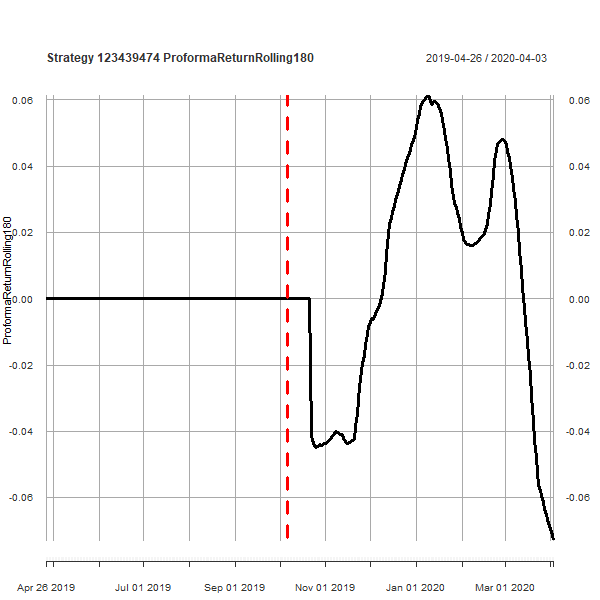 Strategy 123439474 ProformaReturnRolling180
2019-04-26 / 2020-04-03
0.06
0.04
0.02
0.00
-0.02
-0.04
-0.06
ProformaReturnRolling180
0.06
0.04
0.02
0.00
-0.02
-0.04
-0.06
Apr 26 2019
Jul 01 2019
Sep 01 2019
Nov 01 2019
Jan 01 2020
Mar 01 2020